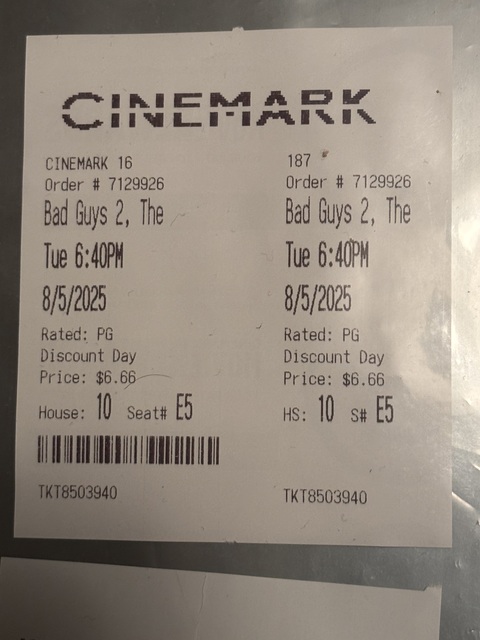 CINEMARK
CINEMARK 16
Order # 7129926
Bad Guys 2, The
Tue 6:40PM
8/5/2025
Rated: PG
Discount Day
Price: $6.66
House: 10 Seat# E5
TKT8503940
187
Order # 7129926
Bad Guys 2, The
Tue 6:40PM
8/5/2025
Rated: PG
Discount Day
Price: $6.66
HS: 10 S# E5
TKT8503940